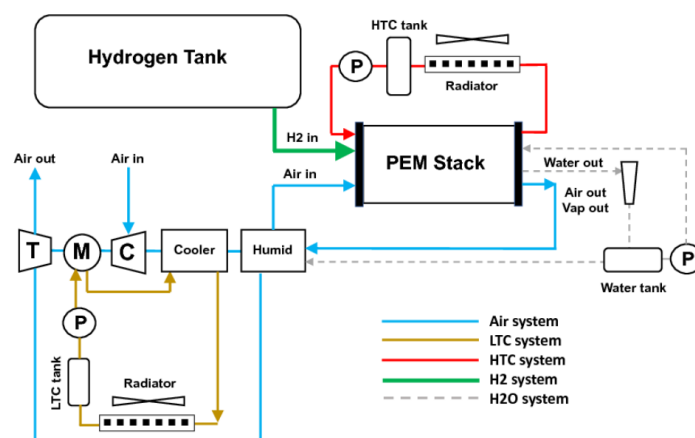 HTC tank
Hydrogen Tank
P
Radiator
H2 in
PEM Stack
Water out
Air out
Air in
Air in
Air out
Vap out
T
M
C
Cooler
Humid
P
Water tank
P
LTC tank
Radiator
Air system
LTC system
HTC system
H2 system
H2O system